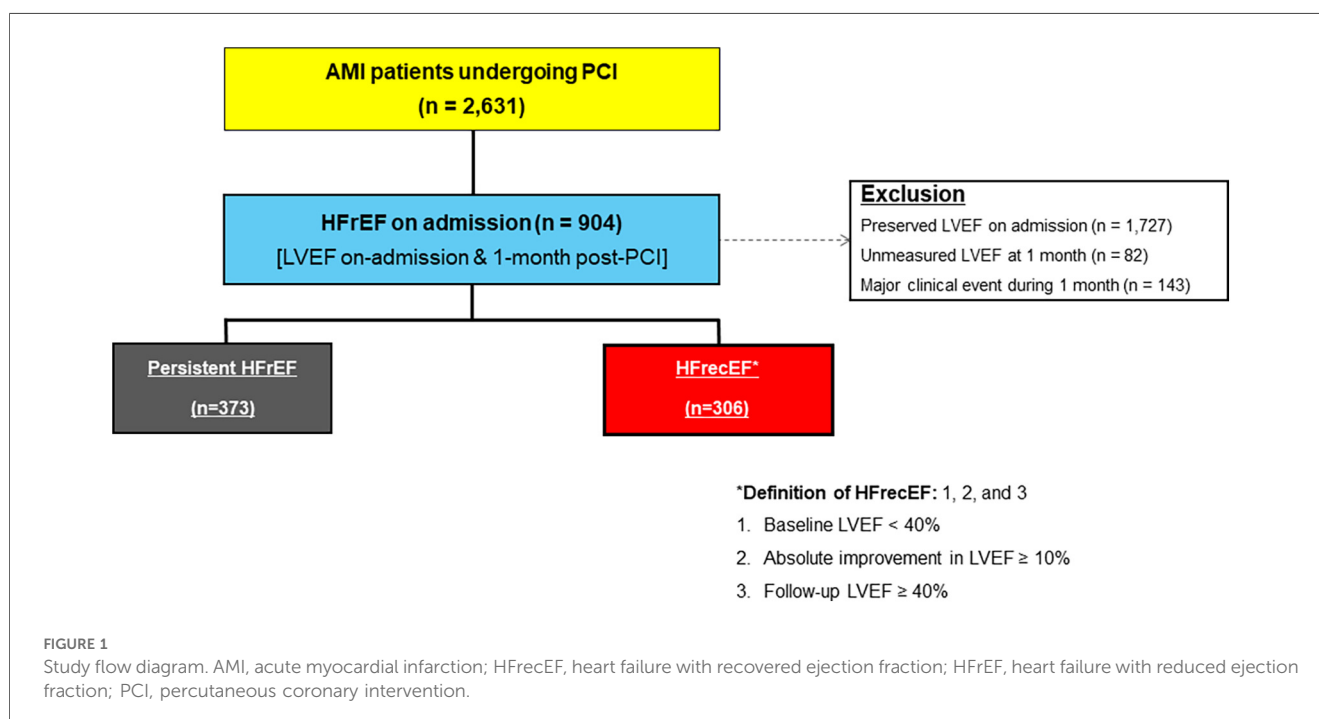 AMI patients undergoing PCI
(n = 2,631)
HFrEF on admission (n = 904)
[LVEF on-admission & 1-month post-PCI]
Exclusion
Preserved LVEF on admission (n = 1,727)
Unmeasured LVEF at 1 month (n = 82)
Major clinical event during 1 month (n = 143)
Persistent HFrEF
(n=373)
HFrecEF*
(n=306)
*Definition of HFrecEF: 1, 2, and 3
1. Baseline LVEF < 40%
2. Absolute improvement in LVEF ≥ 10%
3. Follow-up LVEF ≥ 40%
FIGURE 1
Study flow diagram. AMI, acute myocardial infarction; HFrecEF, heart failure with recovered ejection fraction; HFrEF, heart failure with reduced ejection
fraction; PCI, percutaneous coronary intervention.